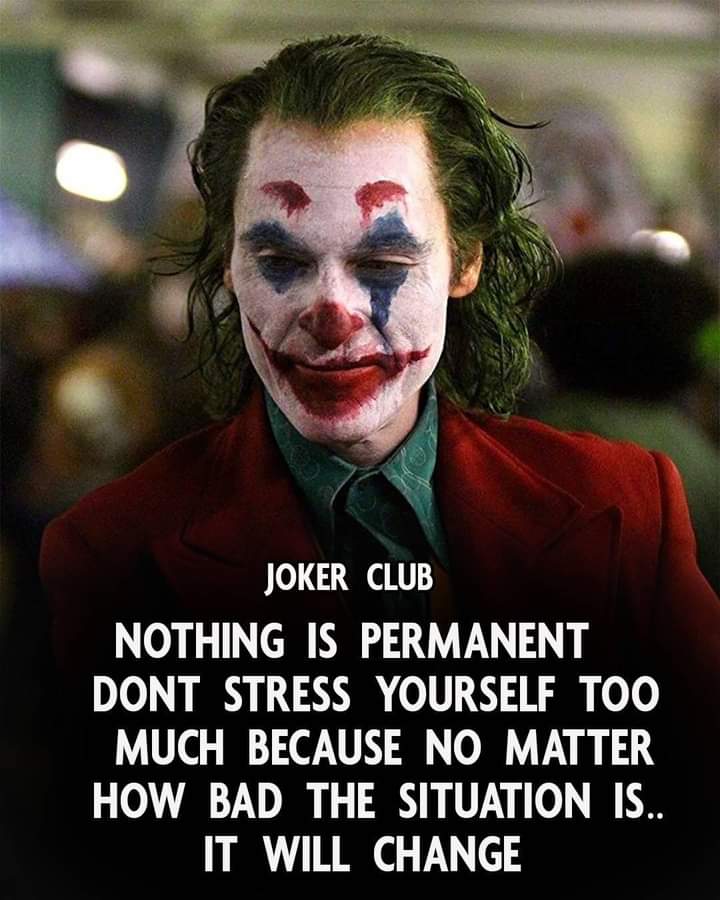 JOKER CLUB
NOTHING IS PERMANENT
DONT STRESS YOURSELF TOO
MUCH BECAUSE NO MATTER
HOW BAD THE SITUATION IS..
IT WILL CHANGE